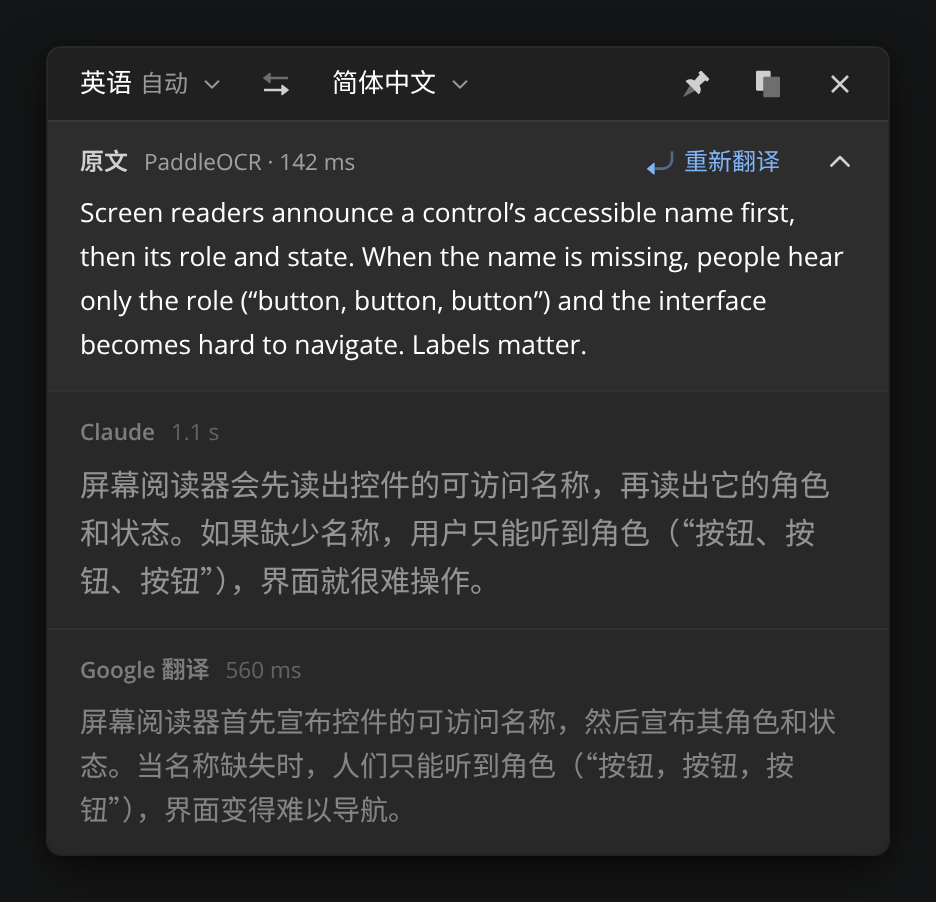 英语 自动 简体中文
原文 PaddleOCR · 142 ms 重新翻译
Screen readers announce a control’s accessible name first,
then its role and state. When the name is missing, people hear
only the role (“button, button, button”) and the interface
becomes hard to navigate. Labels matter.
Claude 1.1 s
屏幕阅读器会先读出控件的可访问名称，再读出它的角色
和状态。如果缺少名称，用户只能听到角色（“按钮、按
钮、按钮”），界面就很难操作。
Google 翻译 560 ms
屏幕阅读器首先宣布控件的可访问名称，然后宣布其角色和状
态。当名称缺失时，人们只能听到角色（“按钮，按钮，按
钮”），界面变得难以导航。